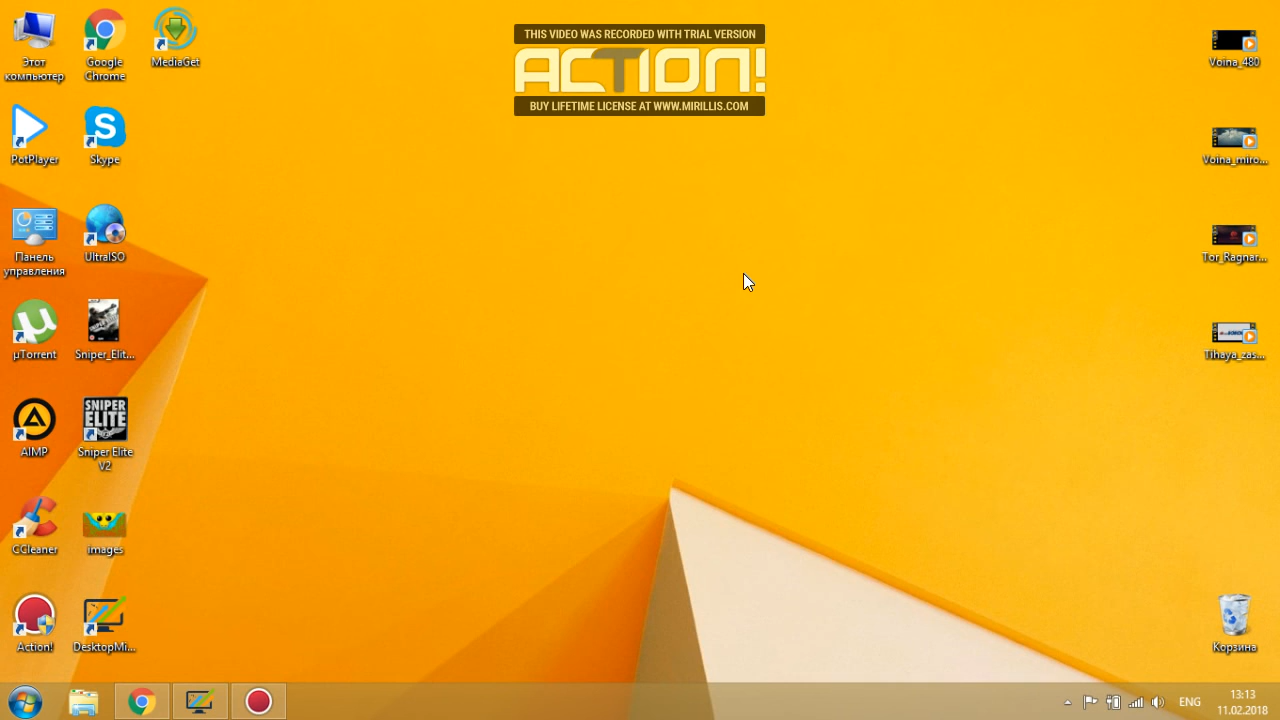 THIS VIDEO WAS RECORDED WITH TRIAL VERSION
ACTION!
BUY LIFETIME LICENSE AT WWW.MIRILLIS.COM
Этот
компьютер
Google
Chrome
MediaGet
PotPlayer
Skype
Панель
управления
UltraISO
µTorrent
Sniper_Elit...
AIMP
SNIPER
ELITE
Sniper Elite
V2
CCleaner
images
Action!
DesktopMi...
Voina_480
Voina_miro...
Tor_Ragnar...
Tihaya_zas...
Корзина
ENG
13:13
11.02.2018